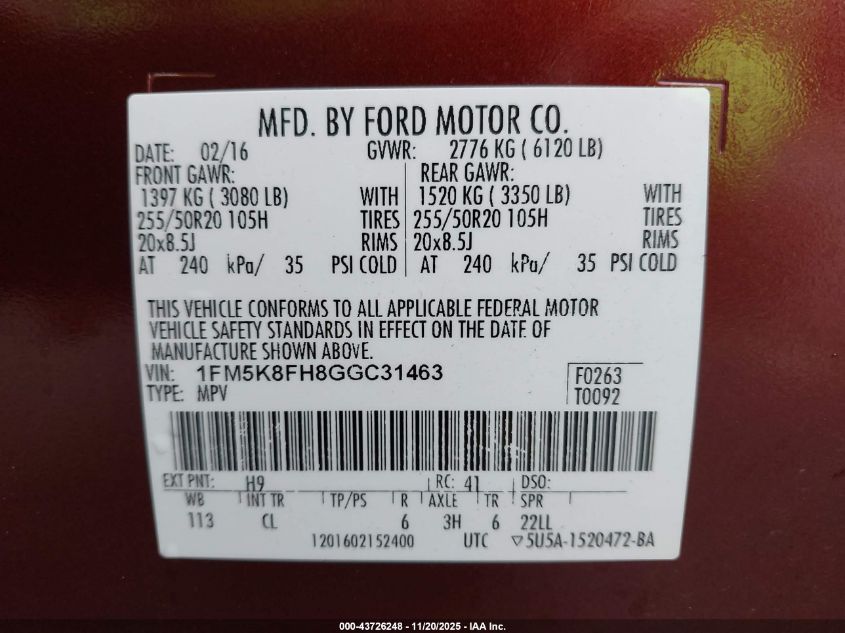 MFD. BY FORD MOTOR CO.
DATE: 02/16 GVWR: 2776 KG ( 6120 LB)
FRONT GAWR: REAR GAWR:
1397 KG ( 3080 LB) WITH 1520 KG ( 3350 LB) WITH
255/50R20 105H TIRES 255/50R20 105H TIRES
20x8.5J RIMS 20x8.5J RIMS
AT 240 kPa/ 35 PSI COLD AT 240 kPa/ 35 PSI COLD
THIS VEHICLE CONFORMS TO ALL APPLICABLE FEDERAL MOTOR
VEHICLE SAFETY STANDARDS IN EFFECT ON THE DATE OF
MANUFACTURE SHOWN ABOVE.
VIN: 1FM5K8FH8GGC31463 F0263
TYPE: MPV T0092
EXT PNT: H9 RC: 41 DSO:
WB INT TR TP/PS R AXLE TR SPR
113 CL 6 3H 6 22LL
1201602152400 UTC ▽5U5A-1520472-BA
000-43726248 - 11/20/2025 - IAA Inc.